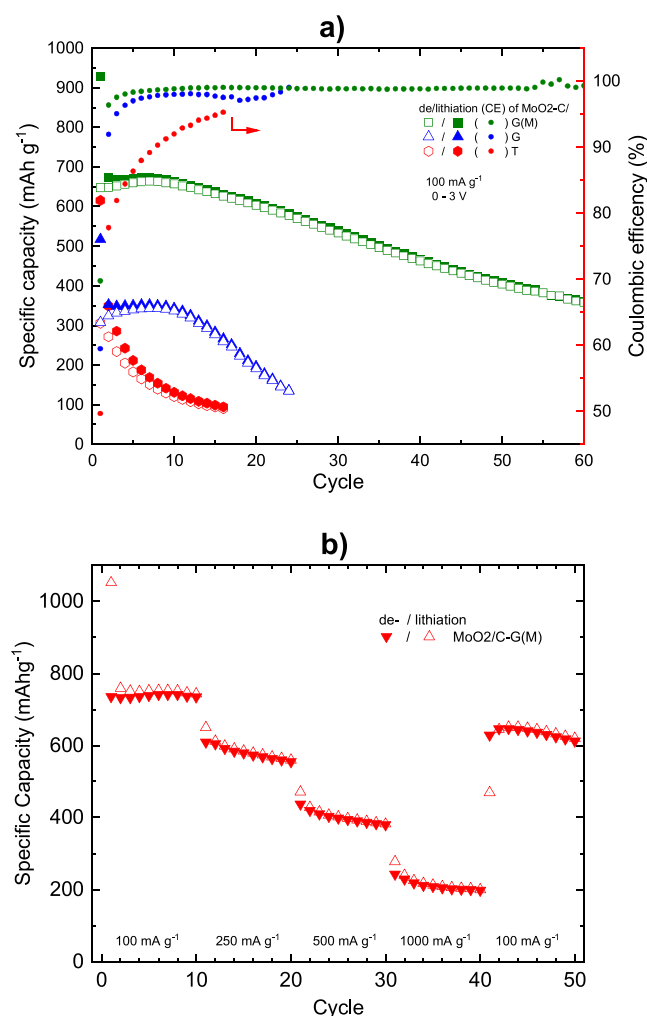 a)
1000
900
800
700
600
500
400
300
200
100
0
Specific capacity (mAh g-1)
100
90
80
70
60
50
Coulombic efficency (%)
de/lithiation (CE) of MoO2-C/
/ ( ) G(M)
/ ( ) G
/ ( ) T
100 mA g-1
0 - 3 V
0 10 20 30 40 50 60
Cycle
b)
1000
800
600
400
200
0
Specific Capacity (mAhg-1)
de- / lithiation
/ MoO2/C-G(M)
100 mA g-1 250 mA g-1 500 mA g-1 1000 mA g-1 100 mA g-1
0 10 20 30 40 50
Cycle